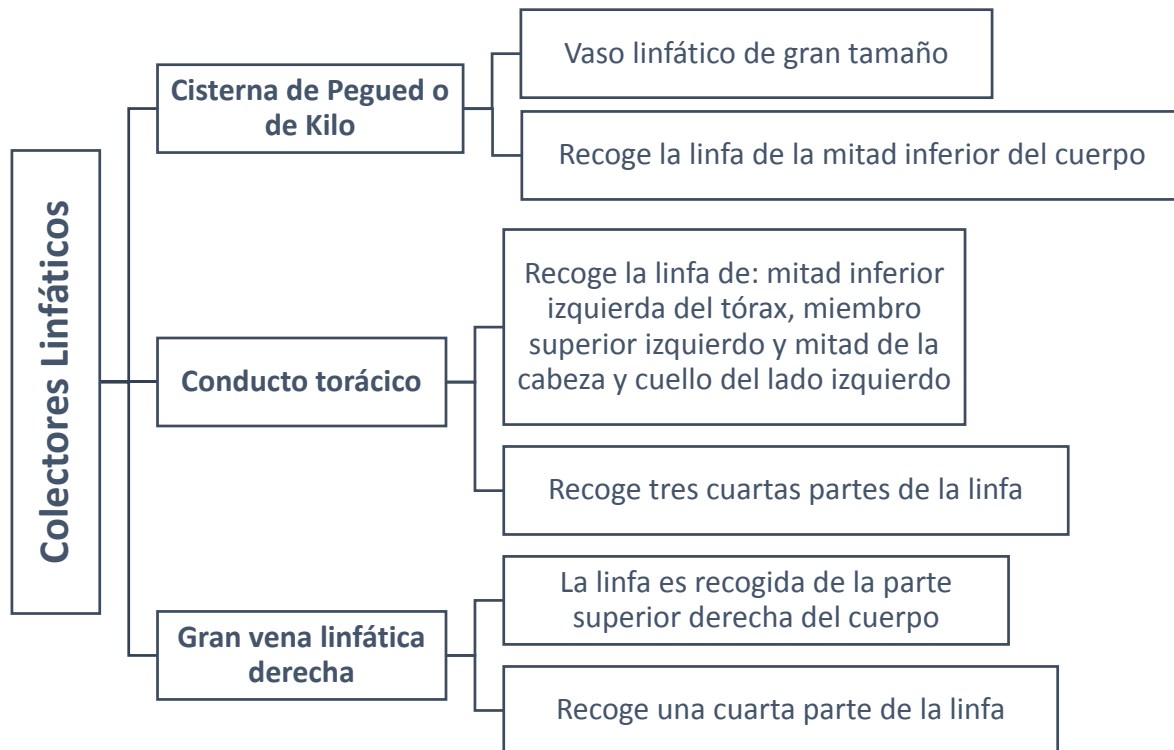 Colectores Linfáticos
Cisterna de Pegued o
de Kilo
Vaso linfático de gran tamaño
Recoge la linfa de la mitad inferior del cuerpo
Conducto torácico
Recoge la linfa de: mitad inferior
izquierda del tórax, miembro
superior izquierdo y mitad de la
cabeza y cuello del lado izquierdo
Recoge tres cuartas partes de la linfa
Gran vena linfática
derecha
La linfa es recogida de la parte
superior derecha del cuerpo
Recoge una cuarta parte de la linfa